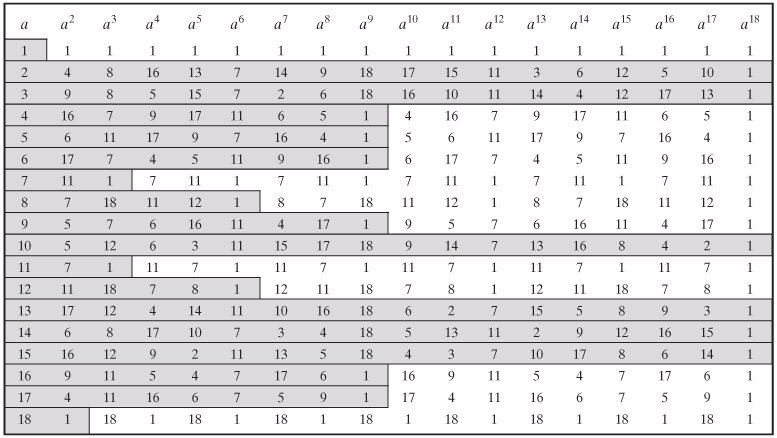 a a² a³ a⁴ a⁵ a⁶ a⁷ a⁸ a⁹ a¹⁰ a¹¹ a¹² a¹³ a¹⁴ a¹⁵ a¹⁶ a¹⁷ a¹⁸
1 1 1 1 1 1 1 1 1 1 1 1 1 1 1 1 1 1
2 4 8 16 13 7 14 9 18 17 15 11 3 6 12 5 10 1
3 9 8 5 15 7 2 6 18 16 10 11 14 4 12 17 13 1
4 16 7 9 17 11 6 5 1 4 16 7 9 17 11 6 5 1
5 6 11 17 9 7 16 4 1 5 6 11 17 9 7 16 4 1
6 17 7 4 5 11 9 16 1 6 17 7 4 5 11 9 16 1
7 11 1 7 11 1 7 11 1 7 11 1 7 11 1 7 11 1
8 7 18 11 12 1 8 7 18 11 12 1 8 7 18 11 12 1
9 5 7 6 16 11 4 17 1 9 5 7 6 16 11 4 17 1
10 5 12 6 3 11 15 17 18 9 14 7 13 16 8 4 2 1
11 7 1 11 7 1 11 7 1 11 7 1 11 7 1 11 7 1
12 11 18 7 8 1 12 11 18 7 8 1 12 11 18 7 8 1
13 17 12 4 14 11 10 16 18 6 2 7 15 5 8 9 3 1
14 6 8 17 10 7 3 4 18 5 13 11 2 9 12 16 15 1
15 16 12 9 2 11 13 5 18 4 3 7 10 17 8 6 14 1
16 9 11 5 4 7 17 6 1 16 9 11 5 4 7 17 6 1
17 4 11 16 6 7 5 9 1 17 4 11 16 6 7 5 9 1
18 1 18 1 18 1 18 1 18 1 18 1 18 1 18 1 18 1